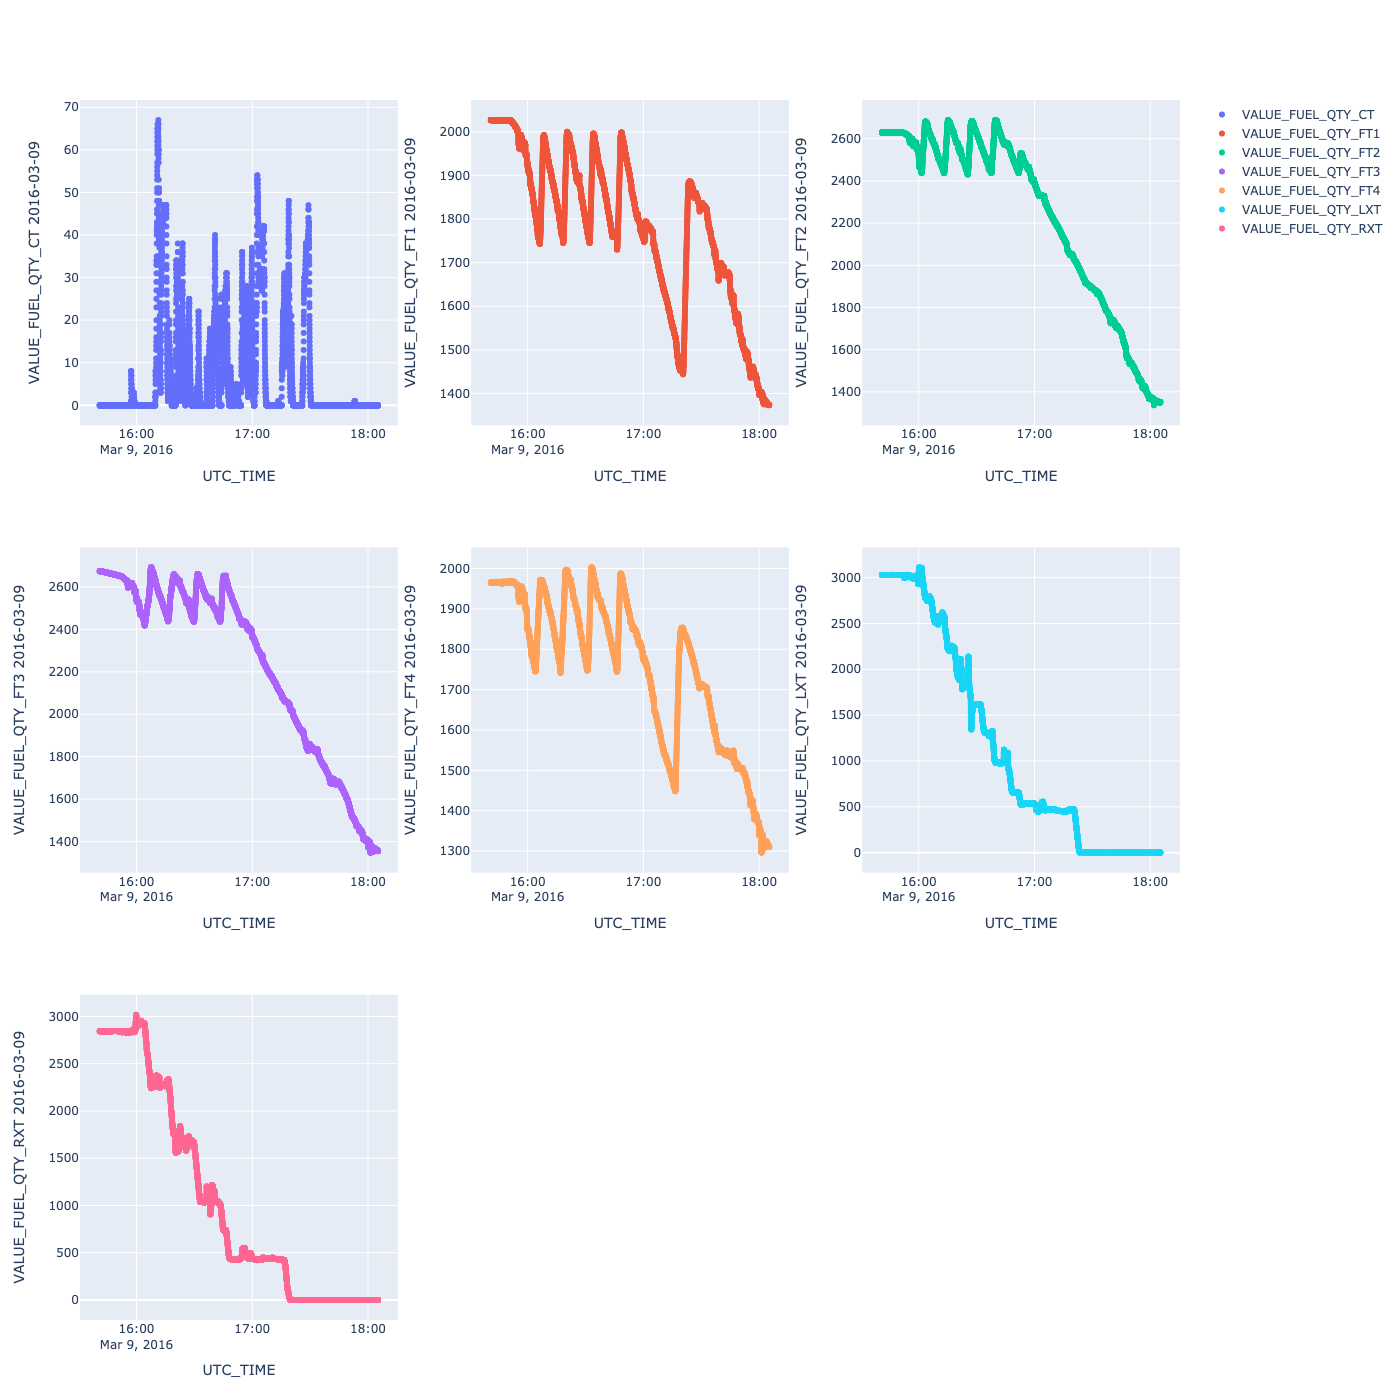 VALUE_FUEL_QTY_CT 2016-03-09
70
60
50
40
30
20
10
0
16:00
17:00
18:00
Mar 9, 2016
UTC_TIME
VALUE_FUEL_QTY_FT1 2016-03-09
2000
1900
1800
1700
1600
1500
1400
16:00
17:00
18:00
Mar 9, 2016
UTC_TIME
VALUE_FUEL_QTY_FT2 2016-03-09
2600
2400
2200
2000
1800
1600
1400
16:00
17:00
18:00
Mar 9, 2016
UTC_TIME
VALUE_FUEL_QTY_CT
VALUE_FUEL_QTY_FT1
VALUE_FUEL_QTY_FT2
VALUE_FUEL_QTY_FT3
VALUE_FUEL_QTY_FT4
VALUE_FUEL_QTY_LXT
VALUE_FUEL_QTY_RXT
VALUE_FUEL_QTY_FT3 2016-03-09
2600
2400
2200
2000
1800
1600
1400
16:00
17:00
18:00
Mar 9, 2016
UTC_TIME
VALUE_FUEL_QTY_FT4 2016-03-09
2000
1900
1800
1700
1600
1500
1400
1300
16:00
17:00
18:00
Mar 9, 2016
UTC_TIME
VALUE_FUEL_QTY_LXT 2016-03-09
3000
2500
2000
1500
1000
500
0
16:00
17:00
18:00
Mar 9, 2016
UTC_TIME
VALUE_FUEL_QTY_RXT 2016-03-09
3000
2500
2000
1500
1000
500
0
16:00
17:00
18:00
Mar 9, 2016
UTC_TIME